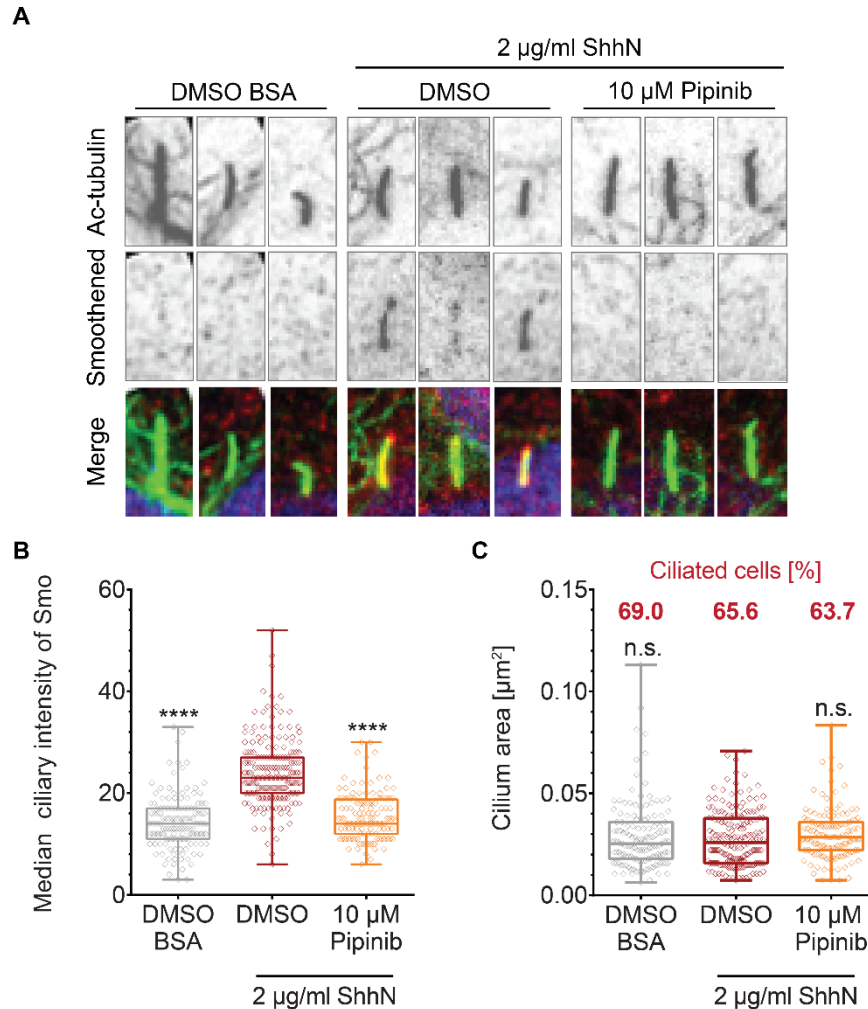 A
2 µg/ml ShhN
DMSO BSA DMSO 10 µM Pipinib
Ac-tubulin
Smoothened
Merge
B
Median ciliary intensity of Smo
60
40
20
0
****
****
DMSO BSA
DMSO
10 µM Pipinib
2 µg/ml ShhN
C
Cilium area [µm²]
0.15
0.10
0.05
0.00
Ciliated cells [%]
69.0 65.6 63.7
n.s.
n.s.
DMSO BSA
DMSO
10 µM Pipinib
2 µg/ml ShhN